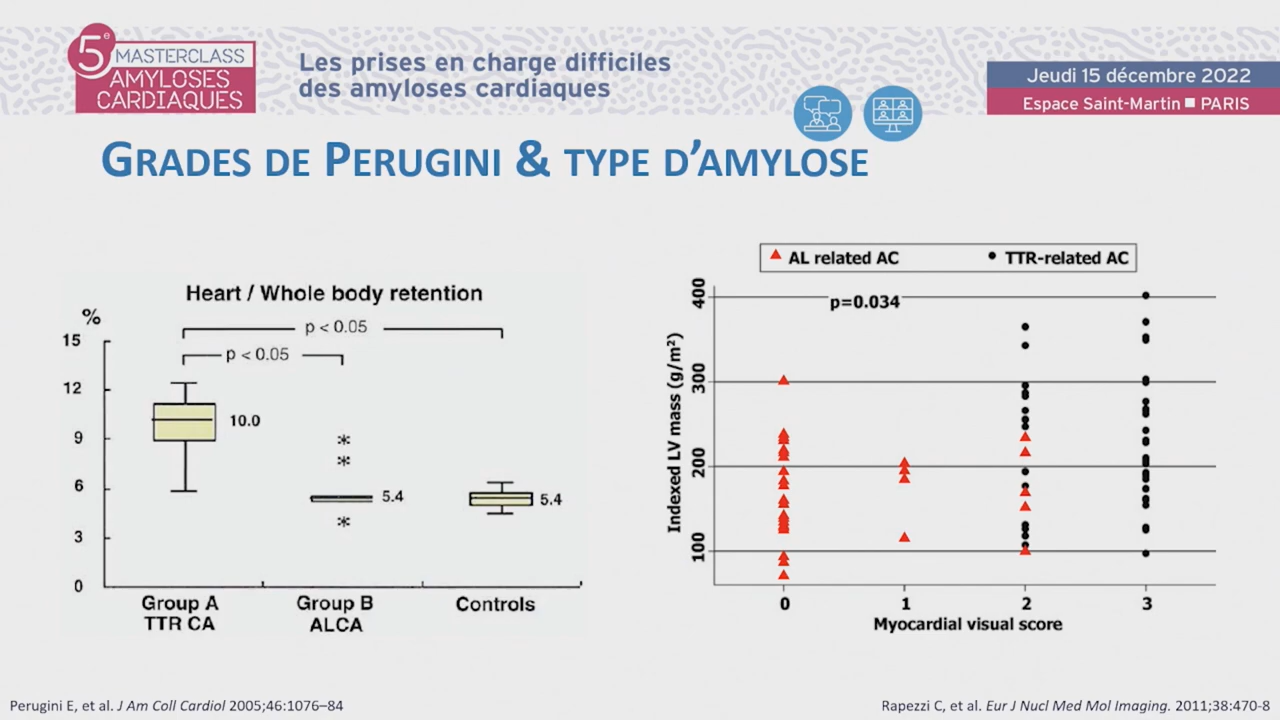 5e MASTERCLASS
AMYLOSES
CARDIAQUES
Les prises en charge difficiles
des amyloses cardiaques
Jeudi 15 décembre 2022
Espace Saint-Martin ■ PARIS
GRADES DE PERUGINI & TYPE D’AMYLOSE
Heart / Whole body retention
%
15
12
9
6
3
0
p < 0.05
p < 0.05
10.0
*
*
5.4
*
5.4
Group A
TTR CA
Group B
ALCA
Controls
AL related AC
TTR-related AC
p=0.034
Indexed LV mass (g/m²)
400
300
200
100
0 1 2 3
Myocardial visual score
Perugini E, et al. J Am Coll Cardiol 2005;46:1076–84
Rapezzi C, et al. Eur J Nucl Med Mol Imaging. 2011;38:470-8